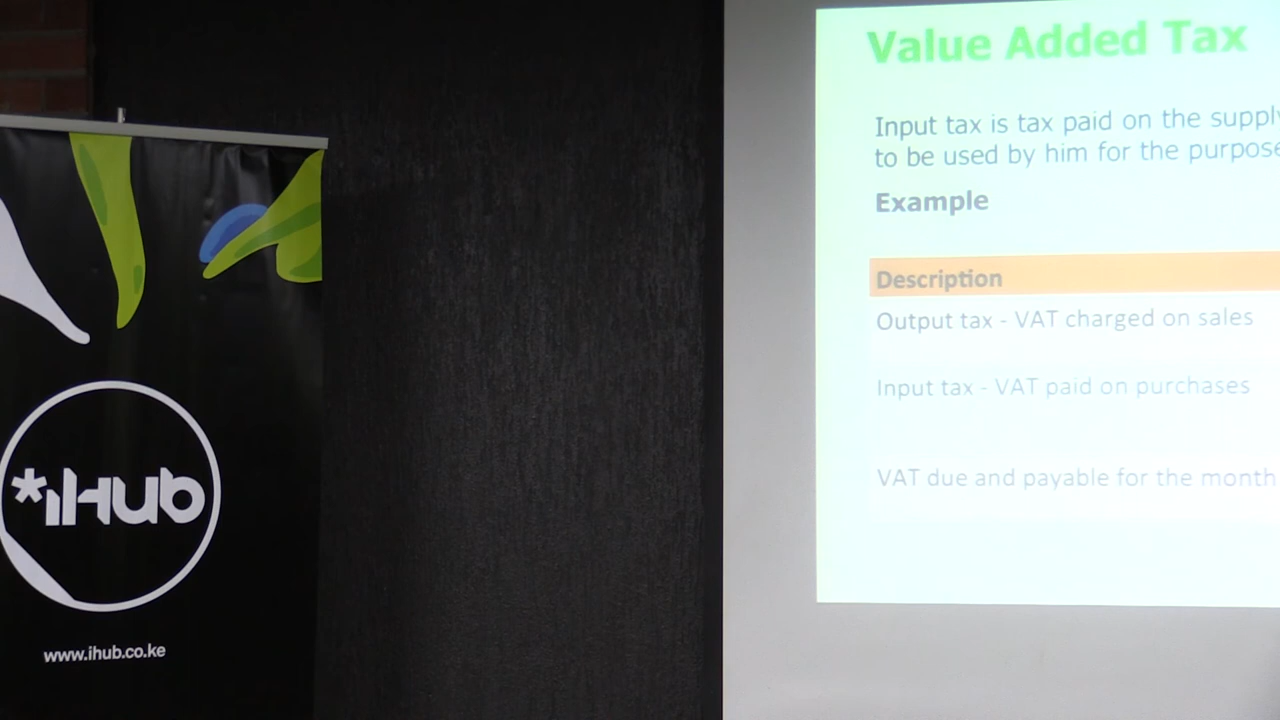 *iHub
www.ihub.co.ke
Value Added Tax
Input tax is tax paid on the supply
to be used by him for the purpose
Example
Description
Output tax - VAT charged on sales
Input tax - VAT paid on purchases
VAT due and payable for the month